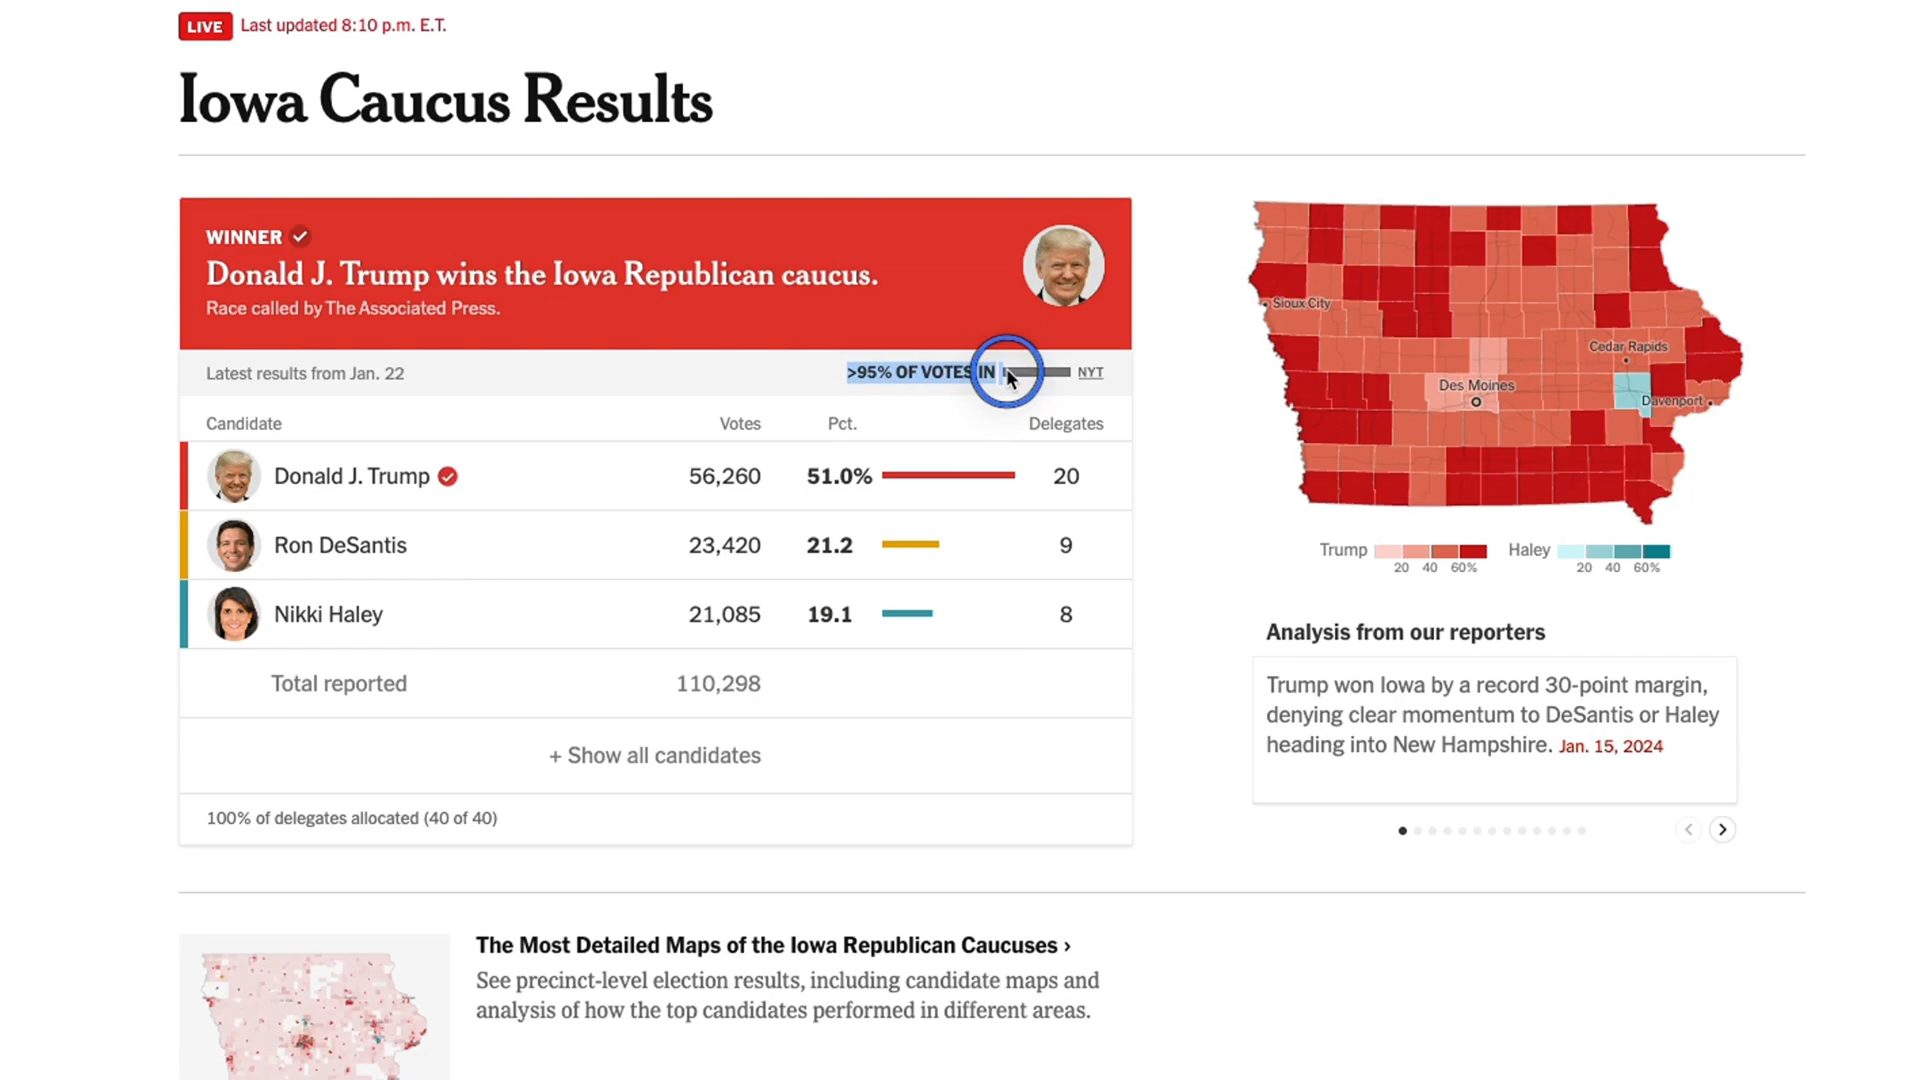 LIVE Last updated 8:10 p.m. E.T.
Iowa Caucus Results
WINNER
Donald J. Trump wins the Iowa Republican caucus.
Race called by The Associated Press.
Latest results from Jan. 22
>95% OF VOTES IN
NYT
Candidate Votes Pct. Delegates
Donald J. Trump 56,260 51.0% 20
Ron DeSantis 23,420 21.2 9
Nikki Haley 21,085 19.1 8
Total reported 110,298
+ Show all candidates
100% of delegates allocated (40 of 40)
Sioux City
Cedar Rapids
Des Moines
Davenport
Trump
20 40 60%
Haley
20 40 60%
Analysis from our reporters
Trump won Iowa by a record 30-point margin,
denying clear momentum to DeSantis or Haley
heading into New Hampshire. Jan. 15, 2024
The Most Detailed Maps of the Iowa Republican Caucuses ›
See precinct-level election results, including candidate maps and
analysis of how the top candidates performed in different areas.